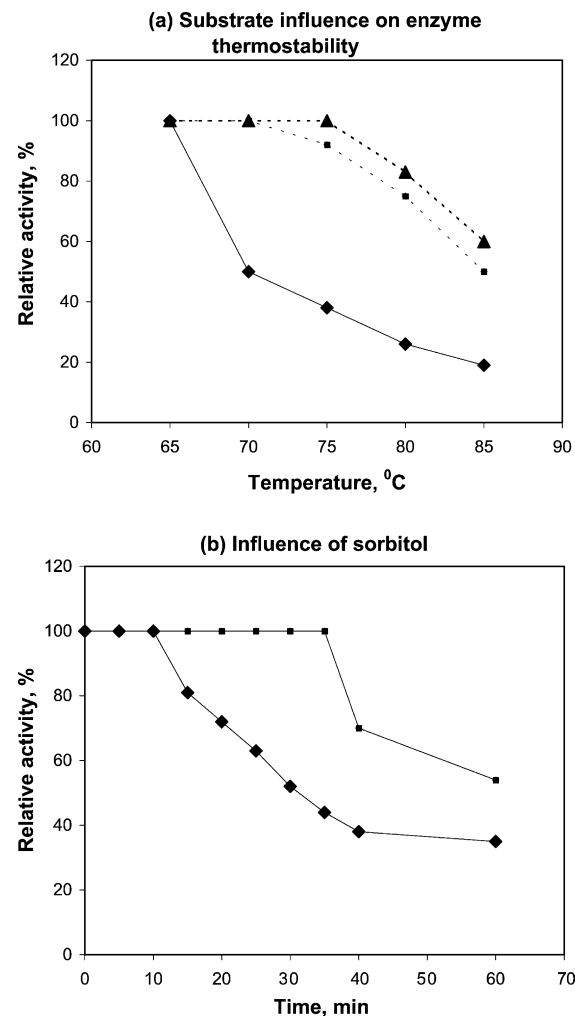 (a) Substrate influence on enzyme
thermostability
120
100
80
60
40
20
0
Relative activity, %
60 65 70 75 80 85 90
Temperature, ⁰C
(b) Influence of sorbitol
120
100
80
60
40
20
0
Relative activity, %
0 10 20 30 40 50 60 70
Time, min